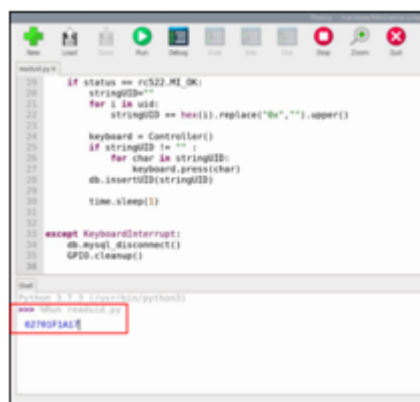 New Load Save Run Debug Over Into Out Stop Zoom Quit
readuid.py
19 if status == rc522.MI_OK:
20 stringUID=""
21 for i in uid:
22 stringUID += hex(i).replace("0x","").upper()
23
24 keyboard = Controller()
25 if stringUID != "" :
26 for char in stringUID:
27 keyboard.press(char)
28 db.insertUID(stringUID)
29
30 time.sleep(1)
31
32
33 except KeyboardInterrupt:
34 db.mysql_disconnect()
35 GPIO.cleanup()
36
Shell
Python 3.7.3 (/usr/bin/python3)
>>> %Run readuid.py
62701F1A17